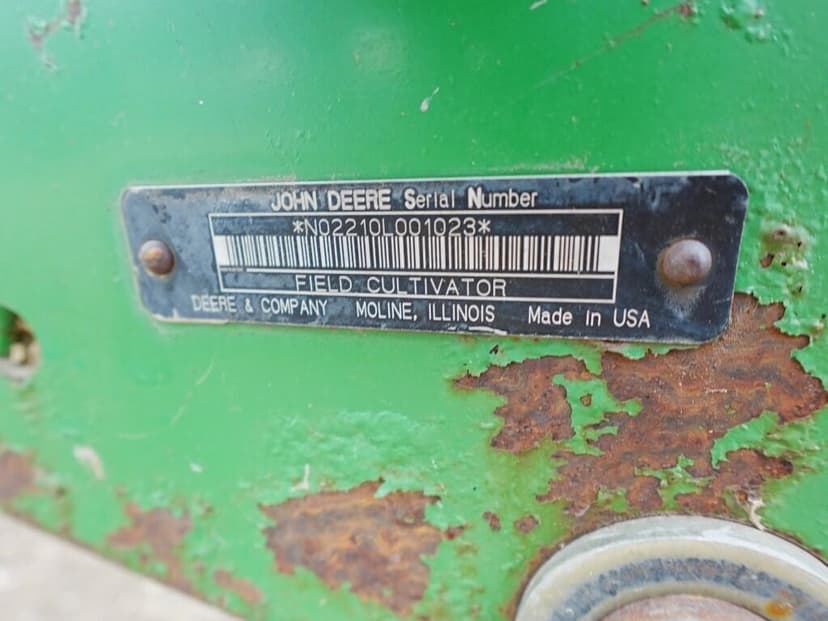 JOHN DEERE Serial Number
*N02210L001023*
FIELD CULTIVATOR
DEERE & COMPANY MOLINE, ILLINOIS Made in USA